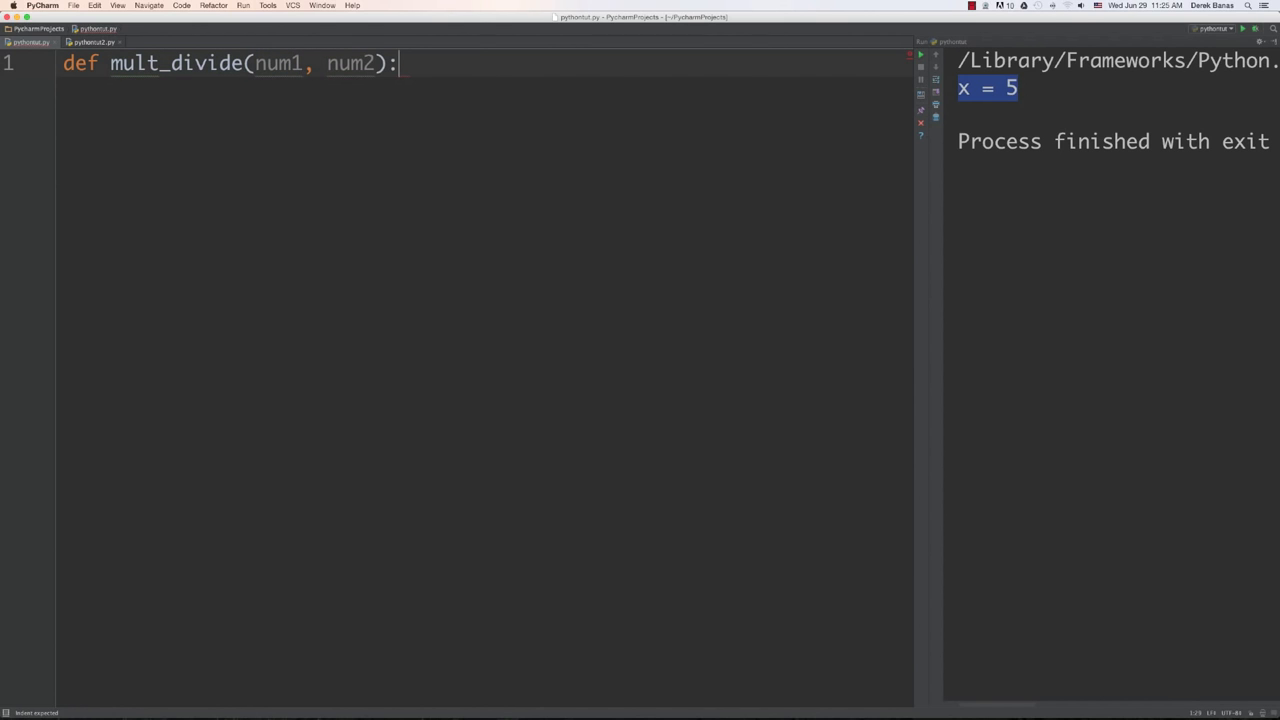 PyCharm File Edit View Navigate Code Refactor Run Tools VCS Window Help
10 Wed Jun 29 11:25 AM Derek Banas
pythontut.py - PycharmProjects - [~/PycharmProjects]
PycharmProjects pythontut.py
pythontut
pythontut.py pythontut2.py
Run pythontut
1 def mult_divide(num1, num2):
/Library/Frameworks/Python.
x = 5
Process finished with exit
Indent expected
1:29 LF UTF-8